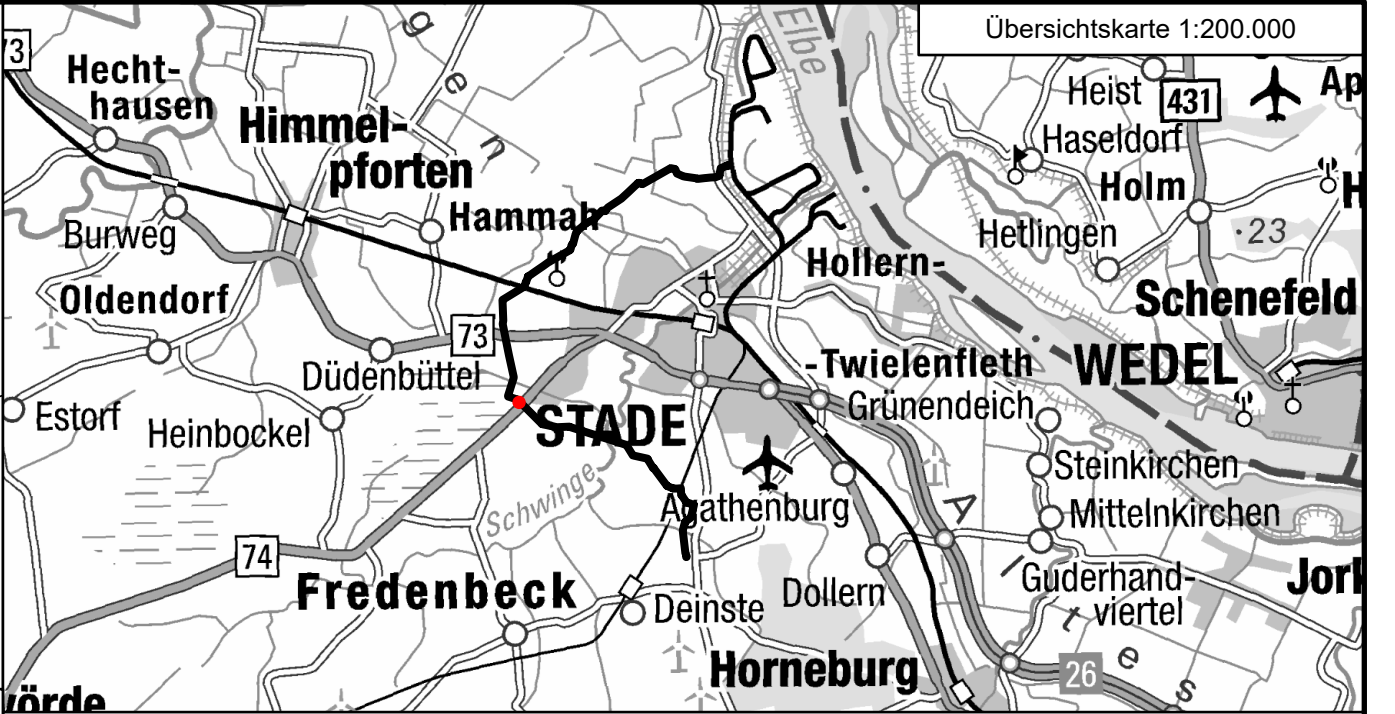 Übersichtskarte 1:200.000
Elbe
Hecht-
hausen
Himmel-
pforten
g
e
n
Heist
431
Haseldorf
Holm
Hammah
Burweg
Hetlingen
·23
Hollern-
Oldendorf
Schenefeld
73
-Twielenfleth
WEDEL
Düdenbüttel
Grünendeich
Estorf
Heinbockel
STADE
Steinkirchen
Schwinge
Agathenburg
Mittelnkirchen
A
l
t
e
s
74
Fredenbeck
Guderhand-
viertel
Dollern
Deinste
Horneburg
26